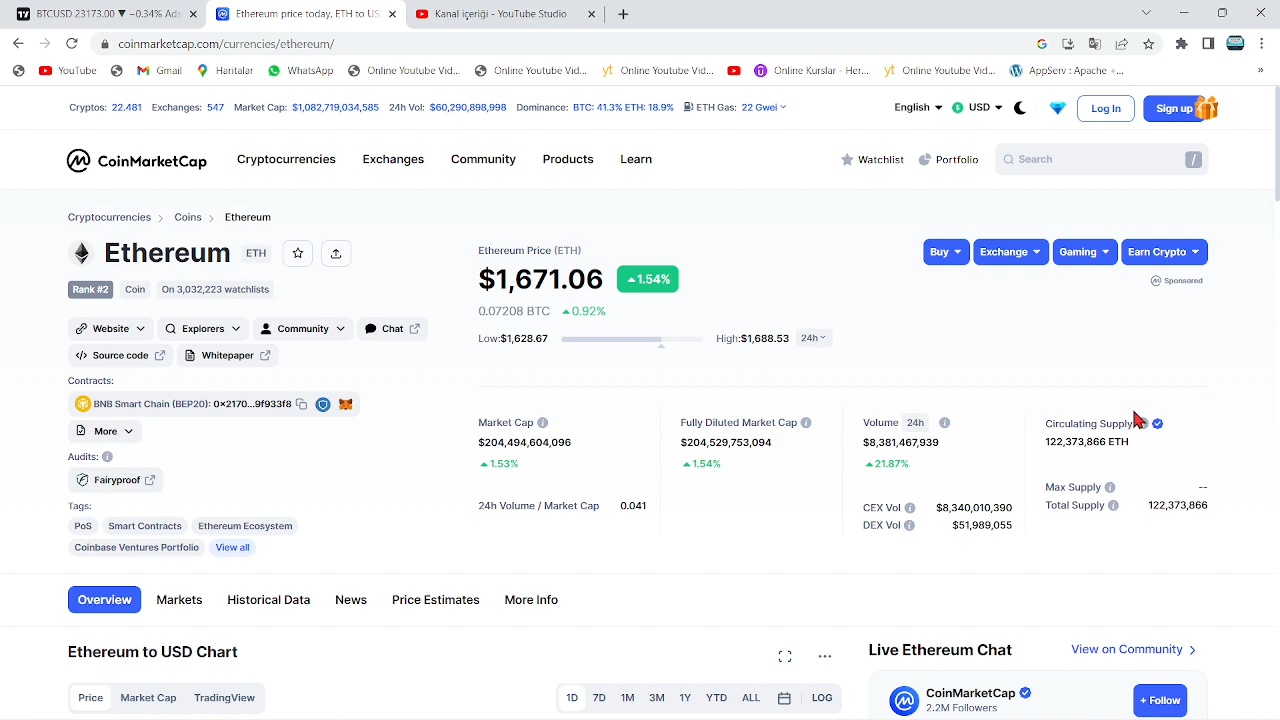 BTCUSD 23173.00 ▼ −0.34% Ads
Ethereum price today, ETH to US
Kanal içeriği - YouTube Studio
coinmarketcap.com/currencies/ethereum/
YouTube
Gmail
Haritalar
WhatsApp
Online Youtube Vid...
Online Youtube Vid...
Online Youtube Vid...
Online Kurslar - Her...
Online Youtube Vid...
AppServ : Apache +...
»
Cryptos: 22.481 Exchanges: 547 Market Cap: $1,082,719,034,585 24h Vol: $60,290,898,998 Dominance: BTC: 41.3% ETH: 18.9% ETH Gas: 22 Gwei
English USD Log In Sign up
CoinMarketCap Cryptocurrencies Exchanges Community Products Learn Watchlist Portfolio Search /
Cryptocurrencies > Coins > Ethereum
Ethereum ETH
Rank #2 Coin On 3,032,223 watchlists
Website Explorers Community Chat
Source code Whitepaper
Contracts:
BNB Smart Chain (BEP20): 0x2170...9f933f8
More
Audits:
Fairyproof
Tags:
PoS Smart Contracts Ethereum Ecosystem
Coinbase Ventures Portfolio View all
Ethereum Price (ETH)
$1,671.06 1.54%
0.07208 BTC 0.92%
Low:$1,628.67 High:$1,688.53 24h
Buy Exchange Gaming Earn Crypto
Sponsored
Market Cap
$204,494,604,096
1.53%
24h Volume / Market Cap 0.041
Fully Diluted Market Cap
$204,529,753,094
1.54%
Volume 24h
$8,381,467,939
21.87%
CEX Vol $8,340,010,390
DEX Vol $51,989,055
Circulating Supply
122,373,866 ETH
Max Supply --
Total Supply 122,373,866
Overview Markets Historical Data News Price Estimates More Info
Ethereum to USD Chart
Price Market Cap TradingView 1D 7D 1M 3M 1Y YTD ALL LOG
Live Ethereum Chat View on Community >
CoinMarketCap
2.2M Followers
+ Follow